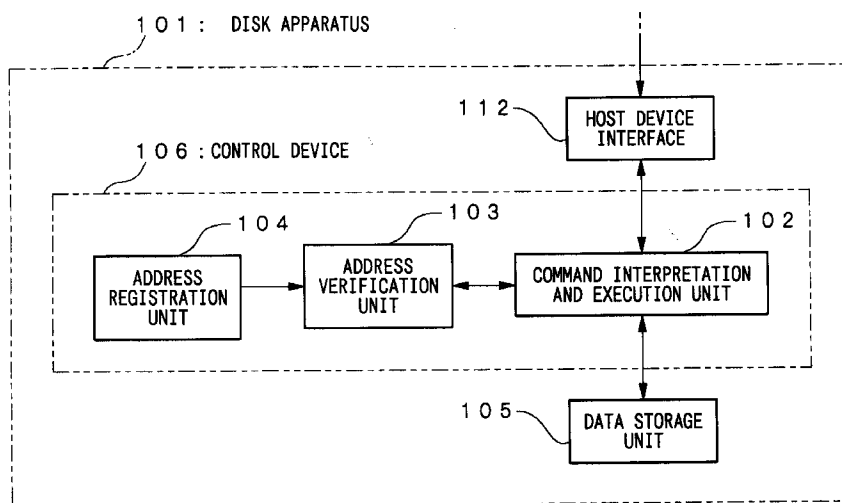 101: DISK APPARATUS
112
HOST DEVICE
INTERFACE
106: CONTROL DEVICE
104
103
102
ADDRESS
REGISTRATION
UNIT
ADDRESS
VERIFICATION
UNIT
COMMAND INTERPRETATION
AND EXECUTION UNIT
105
DATA STORAGE
UNIT